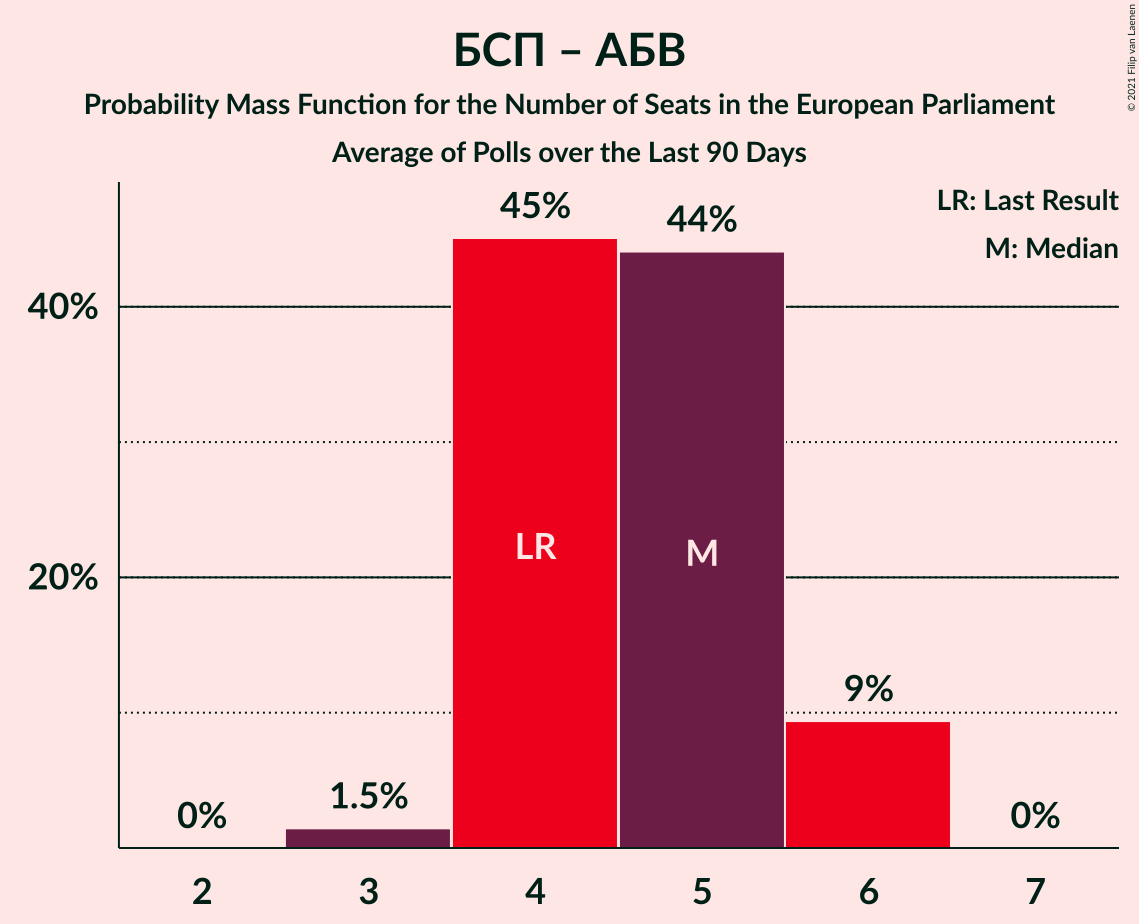 БСП – АБВ
Probability Mass Function for the Number of Seats in the European Parliament
Average of Polls over the Last 90 Days
© 2021 Filip van Laenen
LR: Last Result
M: Median
45%
44%
40%
LR
M
20%
9%
1.5%
0%
0%
2 3 4 5 6 7